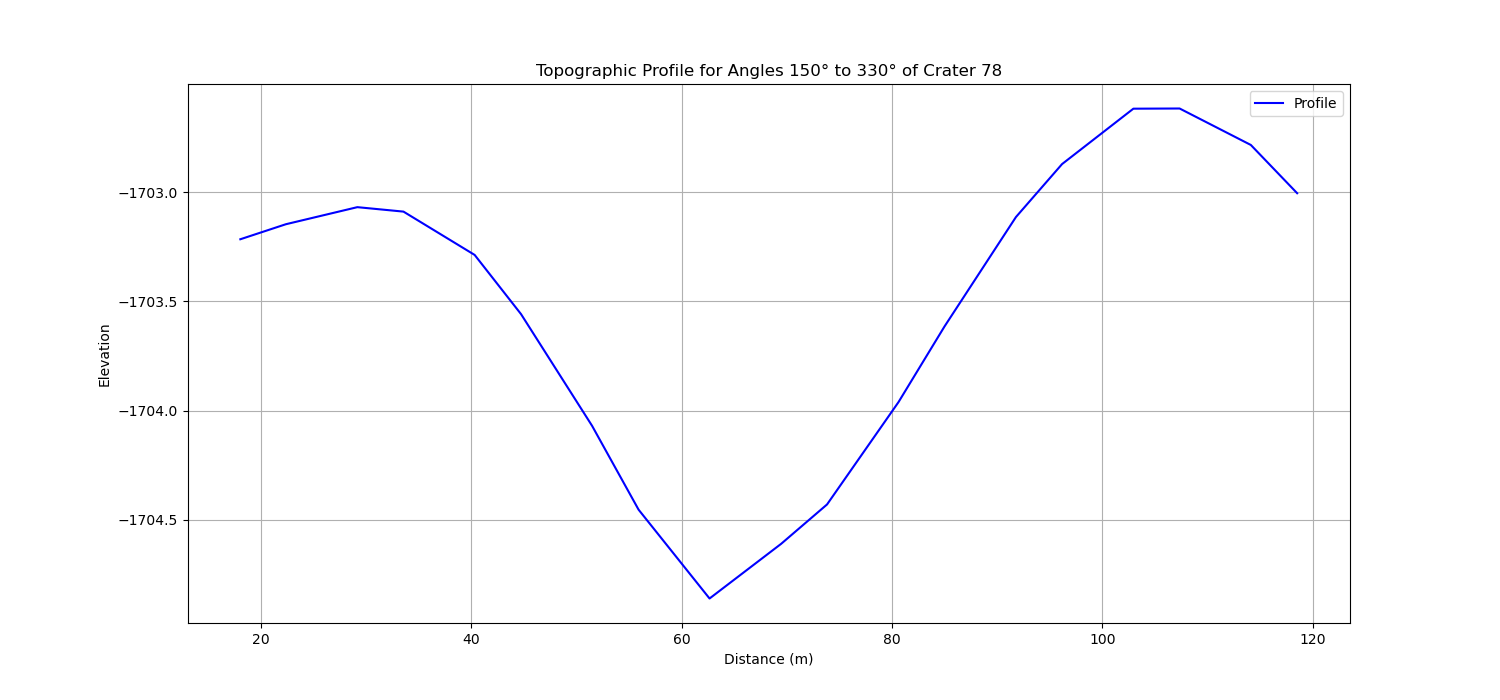 Topographic Profile for Angles 150° to 330° of Crater 78
Profile
−1703.0
−1703.5
−1704.0
−1704.5
Elevation
20 40 60 80 100 120
Distance (m)